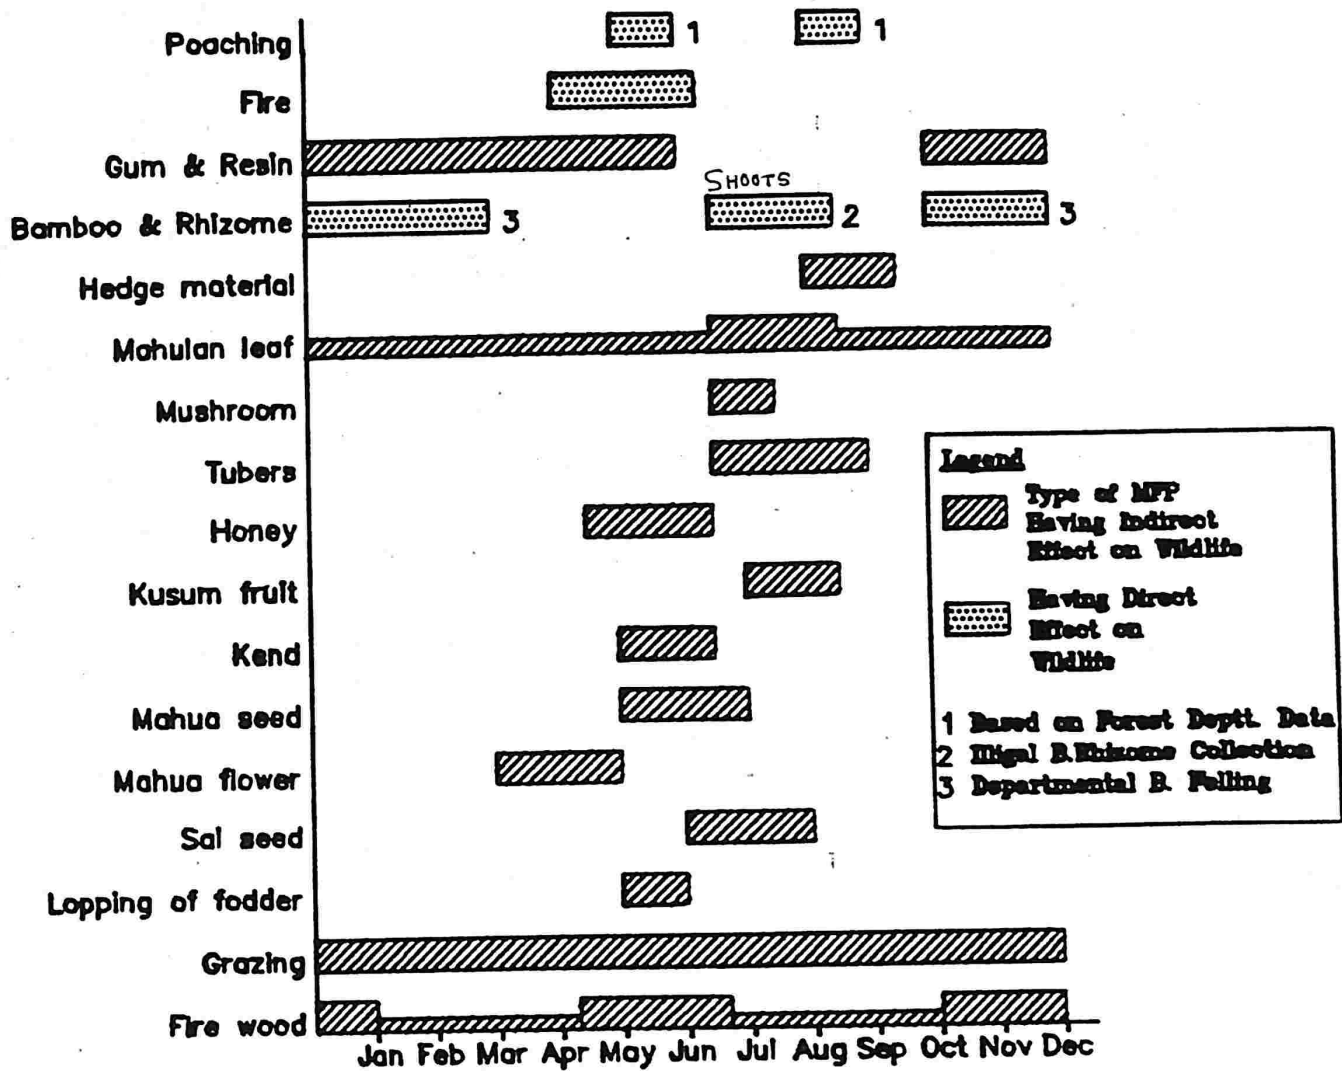 Poaching
1
1
Fire
Gum & Resin
SHOOTS
Bamboo & Rhizome
3
2
3
Hedge material
Mohulan leaf
Mushroom
Tubers
Honey
Kusum fruit
Kend
Mahua seed
Mahua flower
Sal seed
Lopping of fodder
Grazing
Fire wood
Jan Feb Mar Apr May Jun Jul Aug Sep Oct Nov Dec
Legend
Type of MFP
Having Indirect
Effect on Wildlife
Having Direct
Effect on
Wildlife
1 Based on Forest Deptt. Data
2 Illigal B.Rhizome Collection
3 Departmental B. Felling